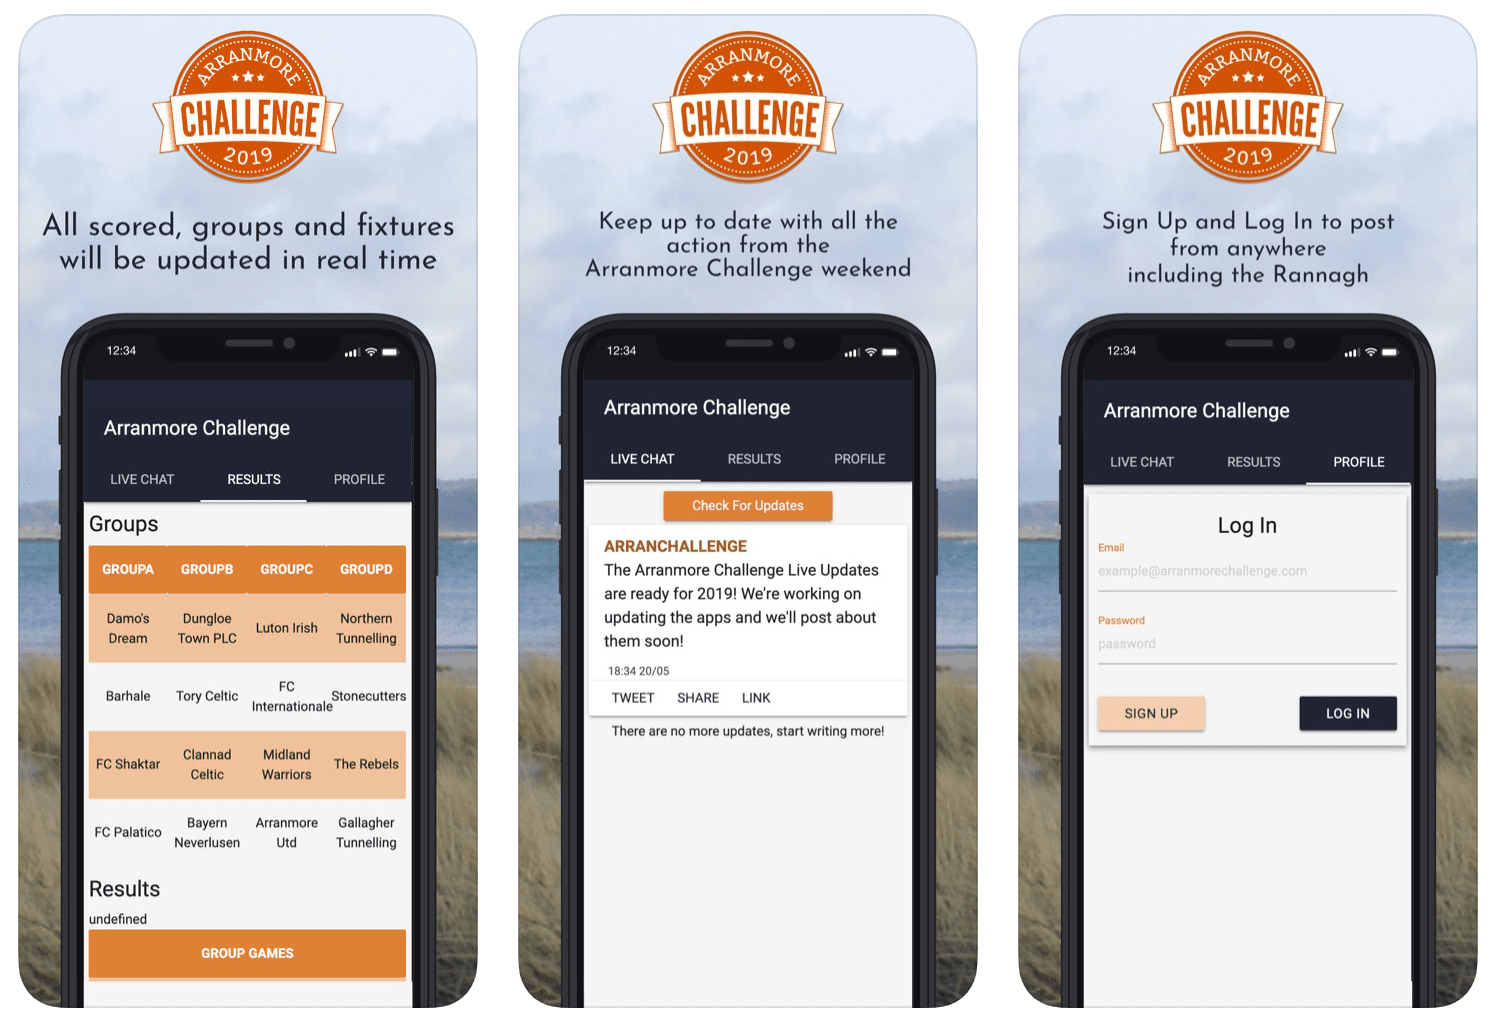 ARRANMORE
CHALLENGE
2019
All scored, groups and fixtures
will be updated in real time
12:34
Arranmore Challenge
LIVE CHAT RESULTS PROFILE
Groups
GROUPA GROUPB GROUPC GROUPD
Damo's
Dream
Dungloe
Town PLC
Luton Irish
Northern
Tunnelling
Barhale
Tory Celtic
FC
Internationale
Stonecutters
FC Shaktar
Clannad
Celtic
Midland
Warriors
The Rebels
FC Palatico
Bayern
Neverlusen
Arranmore
Utd
Gallagher
Tunnelling
Results
undefined
GROUP GAMES
ARRANMORE
CHALLENGE
2019
Keep up to date with all the
action from the
Arranmore Challenge weekend
12:34
Arranmore Challenge
LIVE CHAT RESULTS PROFILE
Check For Updates
ARRANCHALLENGE
The Arranmore Challenge Live Updates
are ready for 2019! We're working on
updating the apps and we'll post about
them soon!
18:34 20/05
TWEET SHARE LINK
There are no more updates, start writing more!
ARRANMORE
CHALLENGE
2019
Sign Up and Log In to post
from anywhere
including the Rannagh
12:34
Arranmore Challenge
LIVE CHAT RESULTS PROFILE
Log In
Email
example@arranmorechallenge.com
Password
password
SIGN UP LOG IN